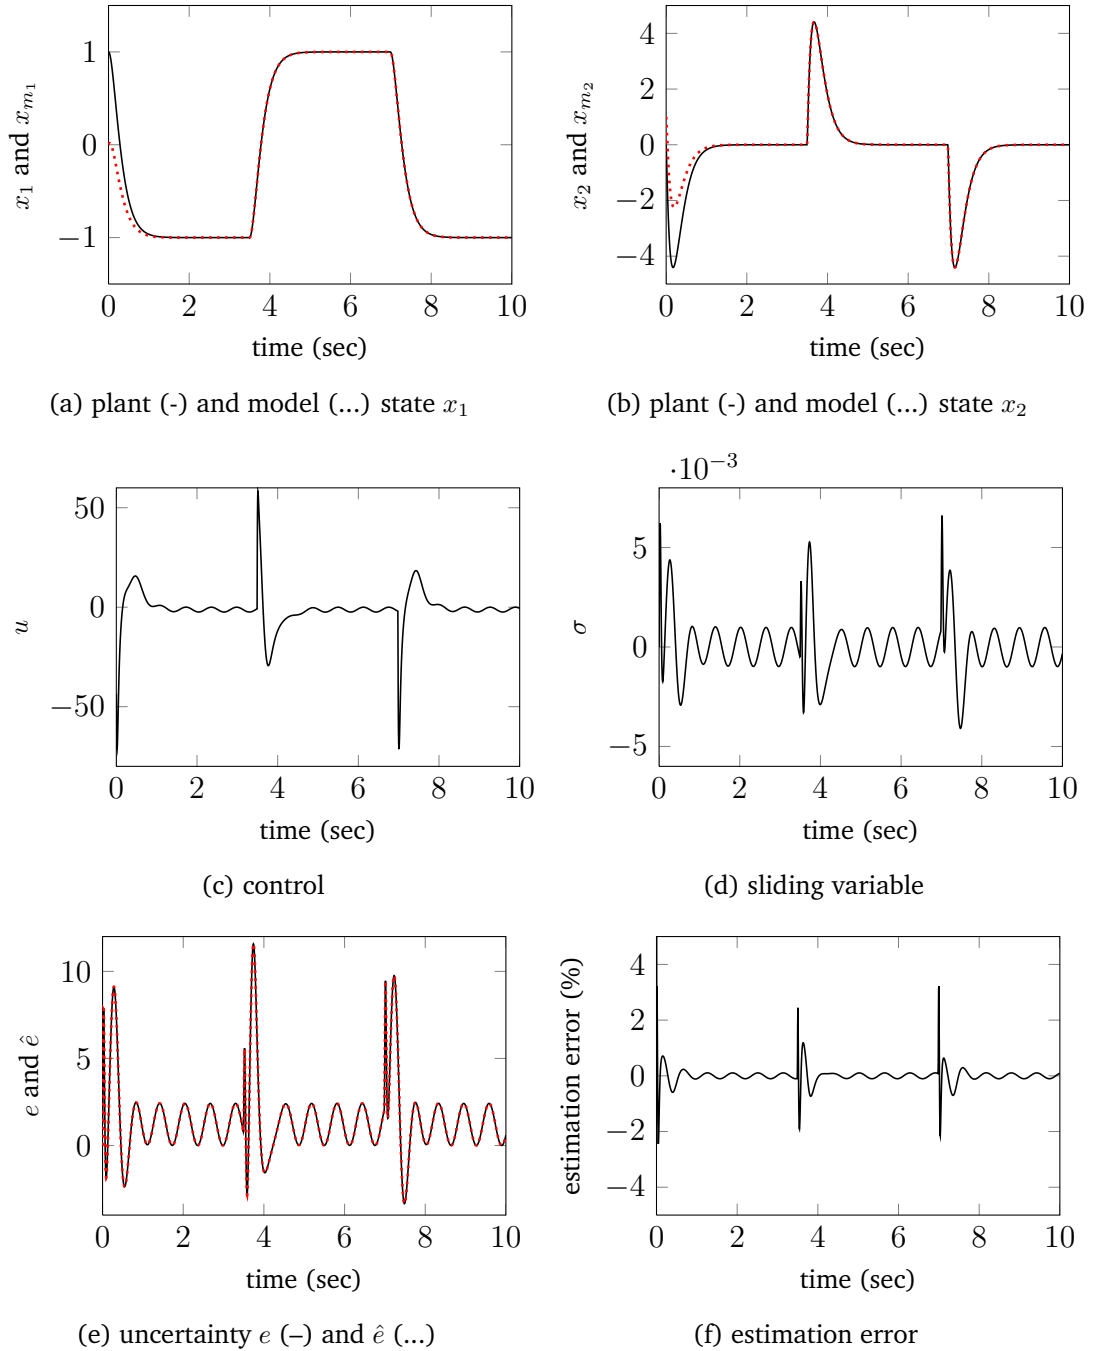 1
0
−1
x₁ and xₘ₁
0 2 4 6 8 10
time (sec)
(a) plant (-) and model (...) state x₁
4
2
0
−2
−4
x₂ and xₘ₂
0 2 4 6 8 10
time (sec)
(b) plant (-) and model (...) state x₂
50
0
−50
u
0 2 4 6 8 10
time (sec)
(c) control
·10⁻³
5
0
−5
σ
0 2 4 6 8 10
time (sec)
(d) sliding variable
10
5
0
e and ê
0 2 4 6 8 10
time (sec)
(e) uncertainty e (–) and ê (...)
4
2
0
−2
−4
estimation error (%)
0 2 4 6 8 10
time (sec)
(f) estimation error